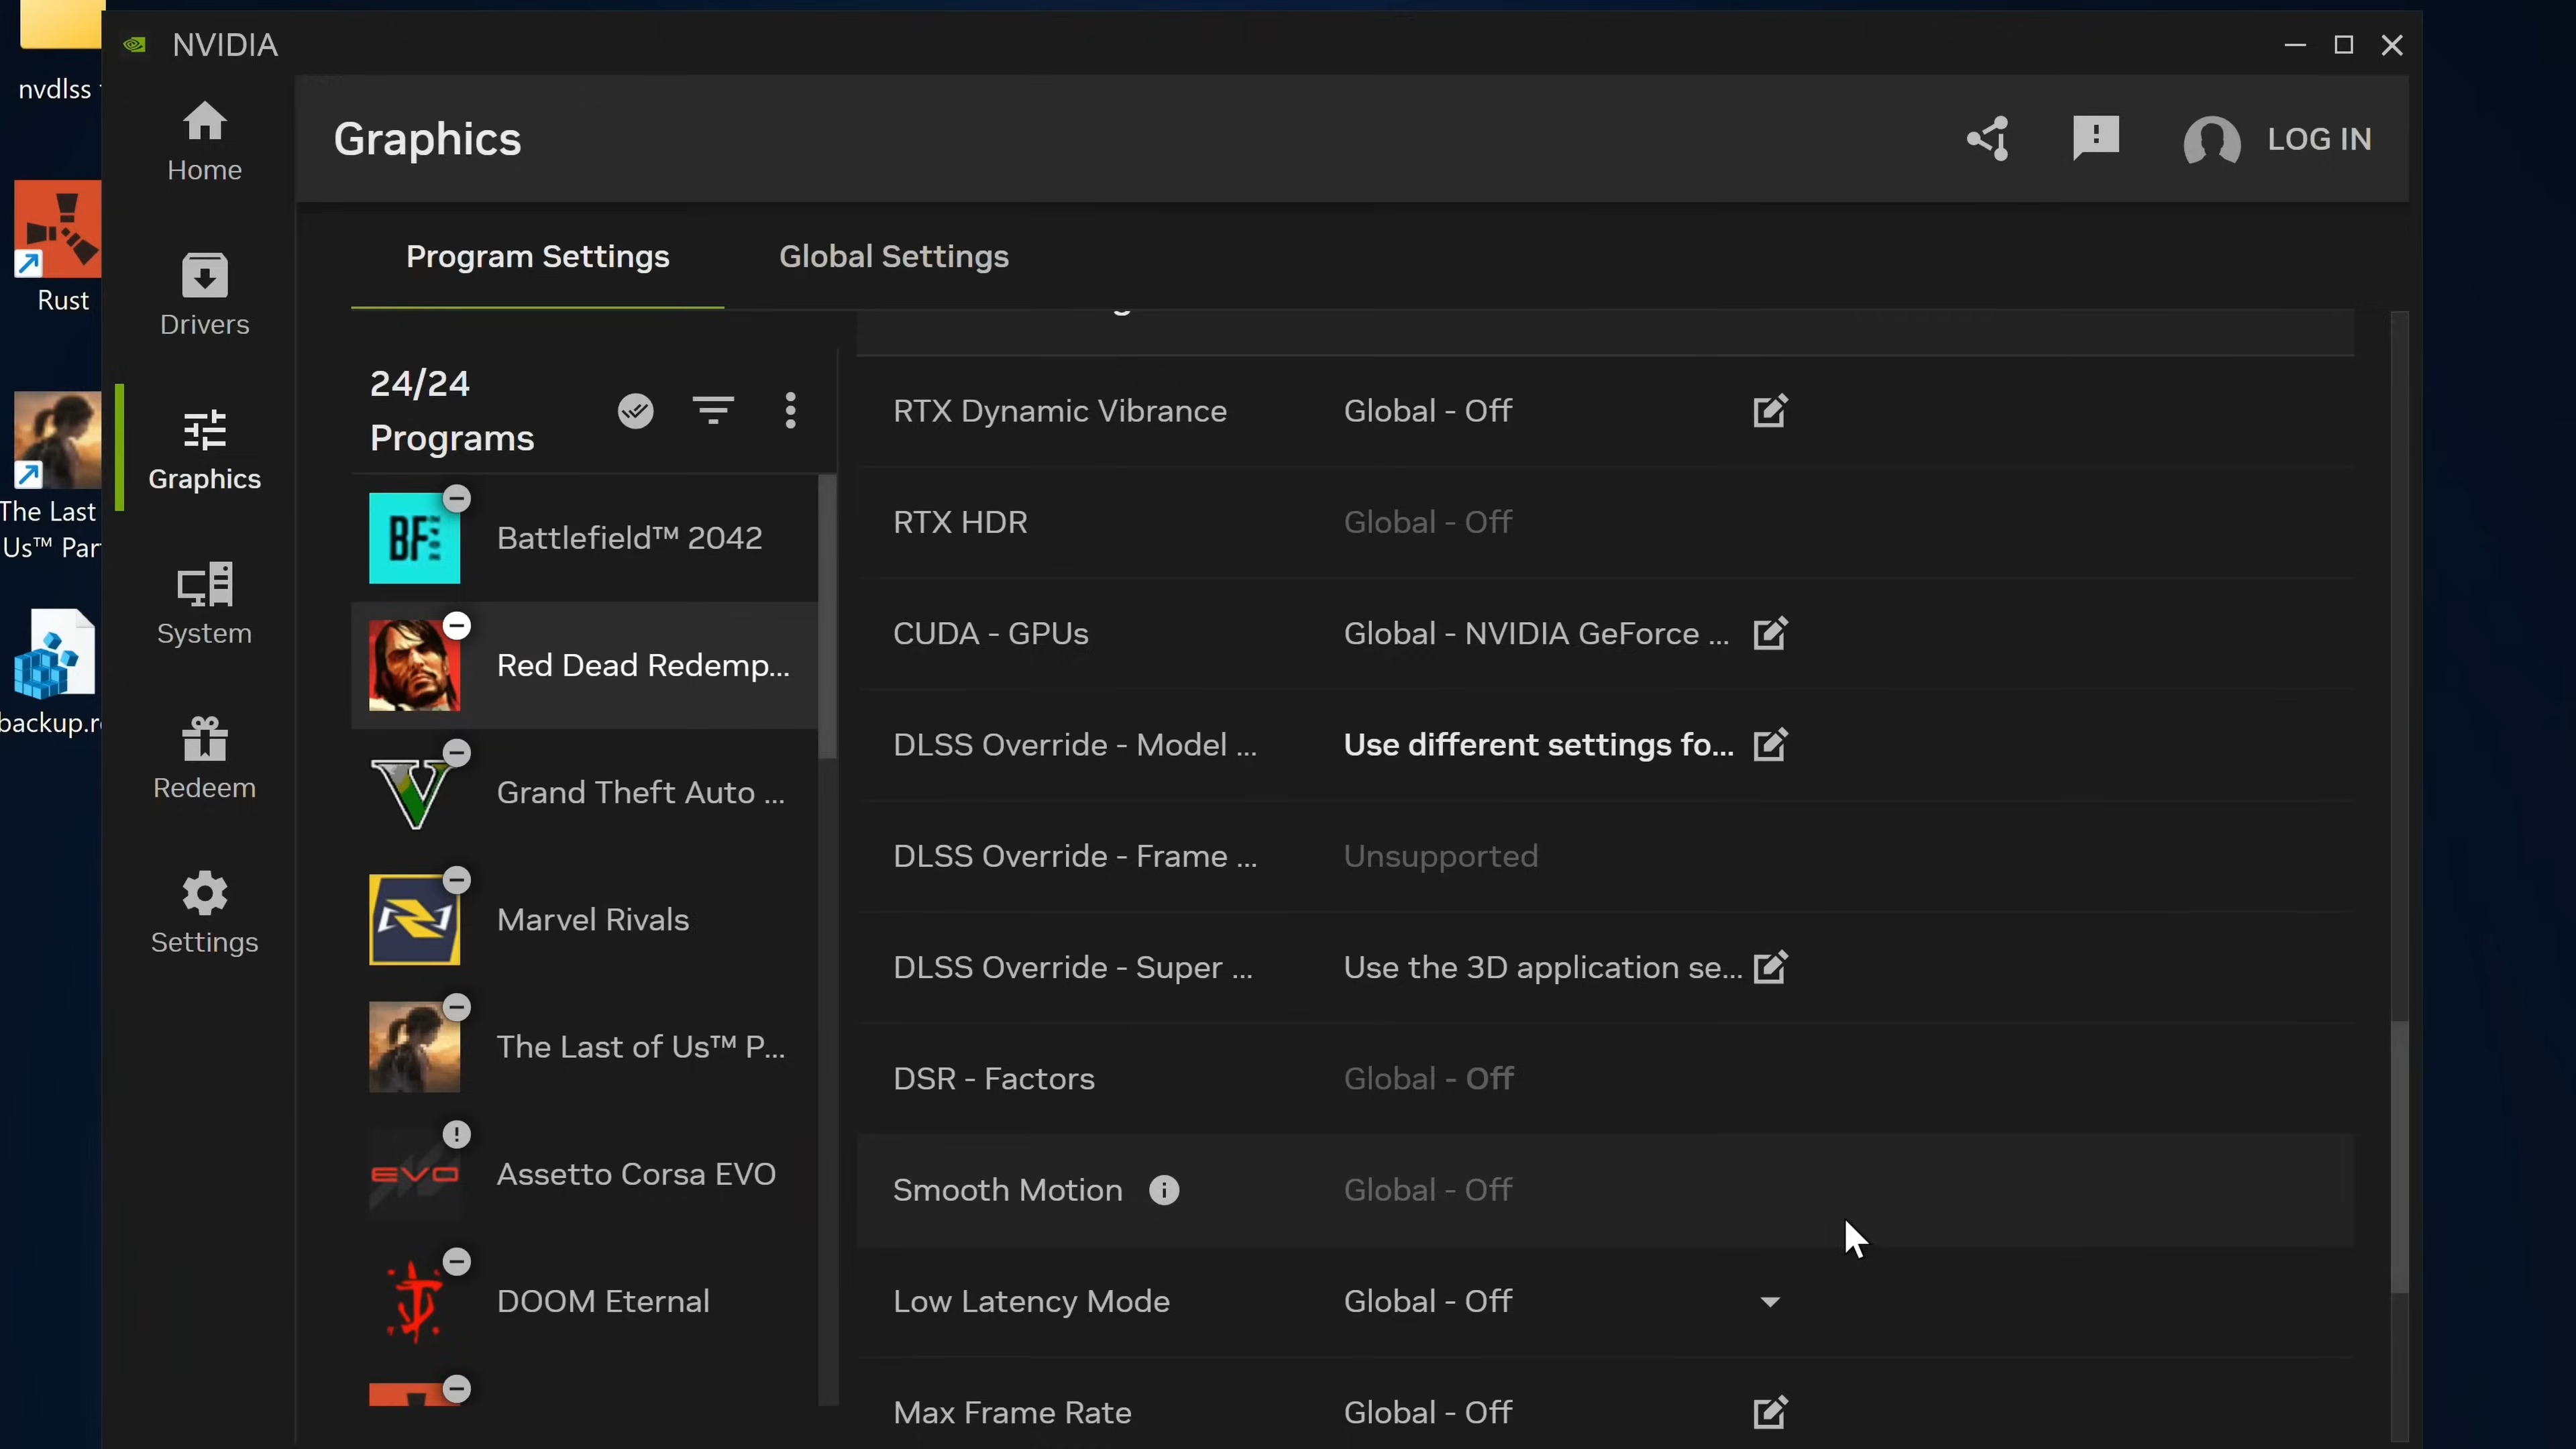 NVIDIA
nvdlss
Rust
The Last
Us™ Par
backup.r
Home
Drivers
Graphics
System
Redeem
Settings
Graphics
LOG IN
Program Settings
Global Settings
24/24
Programs
BF
Battlefield™ 2042
Red Dead Redemp...
V
Grand Theft Auto ...
Marvel Rivals
The Last of Us™ P...
EVO
Assetto Corsa EVO
DOOM Eternal
RTX Dynamic Vibrance
Global - Off
RTX HDR
Global - Off
CUDA - GPUs
Global - NVIDIA GeForce ...
DLSS Override - Model ...
Use different settings fo...
DLSS Override - Frame ...
Unsupported
DLSS Override - Super ...
Use the 3D application se...
DSR - Factors
Global - Off
Smooth Motion
Global - Off
Low Latency Mode
Global - Off
Max Frame Rate
Global - Off